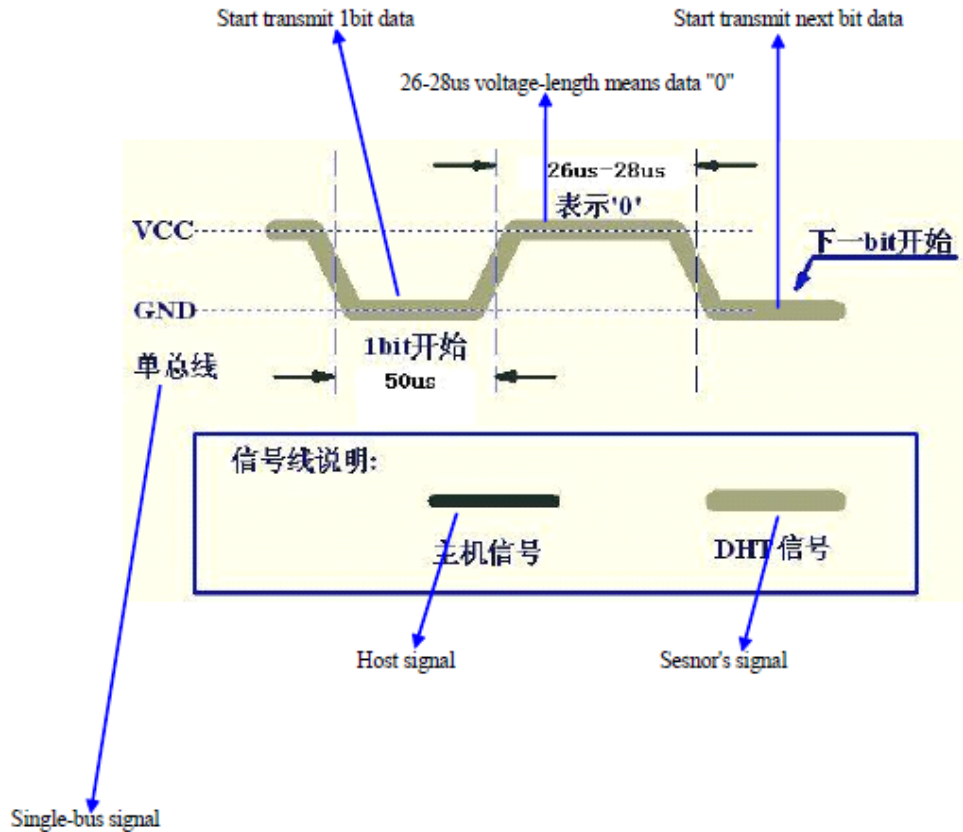 Start transmit 1bit data
Start transmit next bit data
26-28us voltage-length means data "0"
26us-28us
表示'0'
VCC
下一bit开始
GND
1bit开始
单总线
50us
信号线说明:
主机信号
DHT信号
Host signal
Sesnor's signal
Single-bus signal